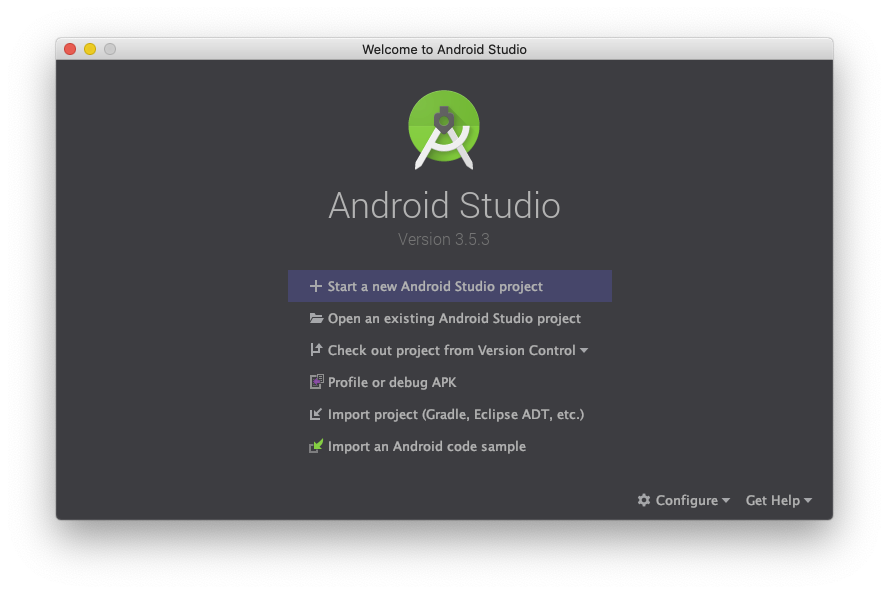 Welcome to Android Studio
Android Studio
Version 3.5.3
Start a new Android Studio project
Open an existing Android Studio project
Check out project from Version Control
Profile or debug APK
Import project (Gradle, Eclipse ADT, etc.)
Import an Android code sample
Configure Get Help